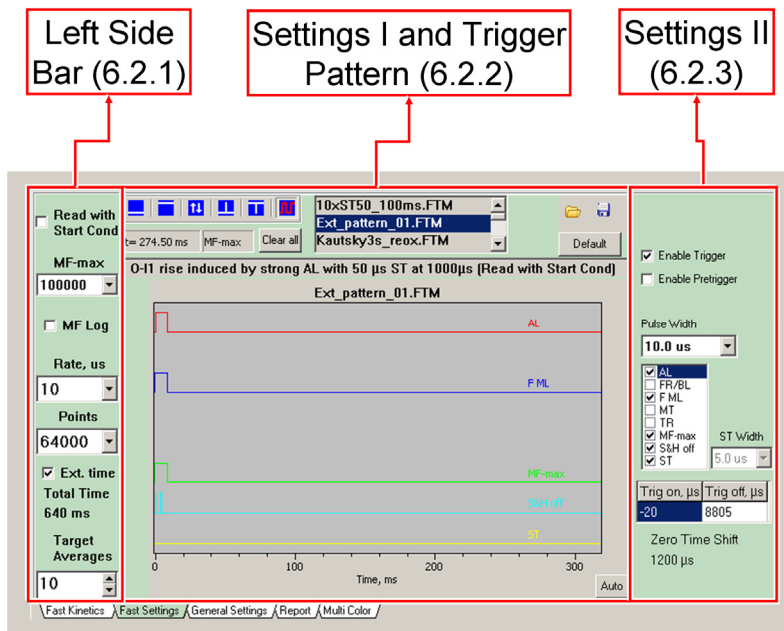 Left Side
Bar (6.2.1)
Settings I and Trigger
Pattern (6.2.2)
Settings II
(6.2.3)
Read with
Start Cond
MF-max
100000
MF Log
Rate, us
10
Points
64000
Ext. time
Total Time
640 ms
Target
Averages
10
10xST50_100ms.FTM
Ext_pattern_01.FTM
Kautsky3s_reox.FTM
t= 274.50 ms
MF-max
Clear all
Default
O-I1 rise induced by strong AL with 50 µs ST at 1000µs (Read with Start Cond)
Ext_pattern_01.FTM
AL
F ML
MF-max
S&H off
ST
0 100 200 300
Time, ms
Auto
Enable Trigger
Enable Pretrigger
Pulse Width
10.0 us
AL
FR/BL
F ML
MT
TR
MF-max
S&H off
ST
ST Width
5.0 us
Trig on, µs Trig off, µs
-20 8805
Zero Time Shift
1200 µs
Fast Kinetics Fast Settings General Settings Report Multi Color